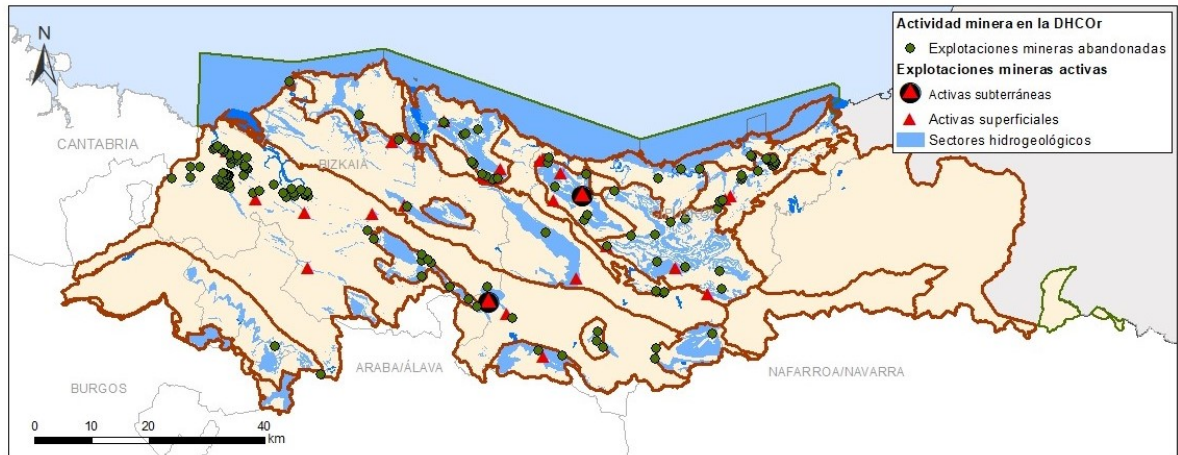 N
Actividad minera en la DHCOr
Explotaciones mineras abandonadas
Explotaciones mineras activas
Activas subterráneas
Activas superficiales
Sectores hidrogeológicos
CANTABRIA
BIZKAIA
ARABA/ÁLAVA
BURGOS
NAFARROA/NAVARRA
0 10 20 40
km